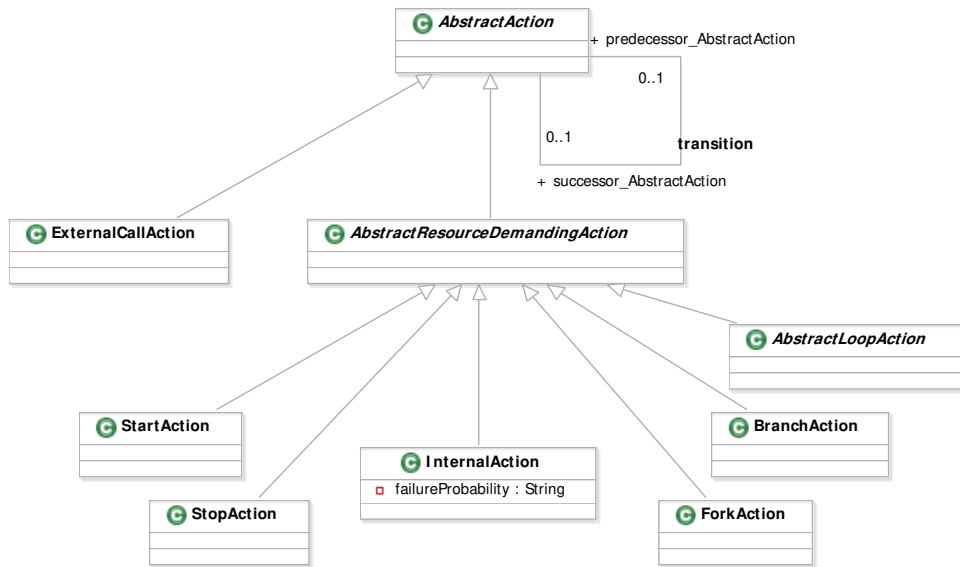 AbstractAction
+ predecessor_AbstractAction
0..1
0..1
transition
+ successor_AbstractAction
ExternalCallAction
AbstractResourceDemandingAction
AbstractLoopAction
StartAction
BranchAction
InternalAction
failureProbability : String
StopAction
ForkAction